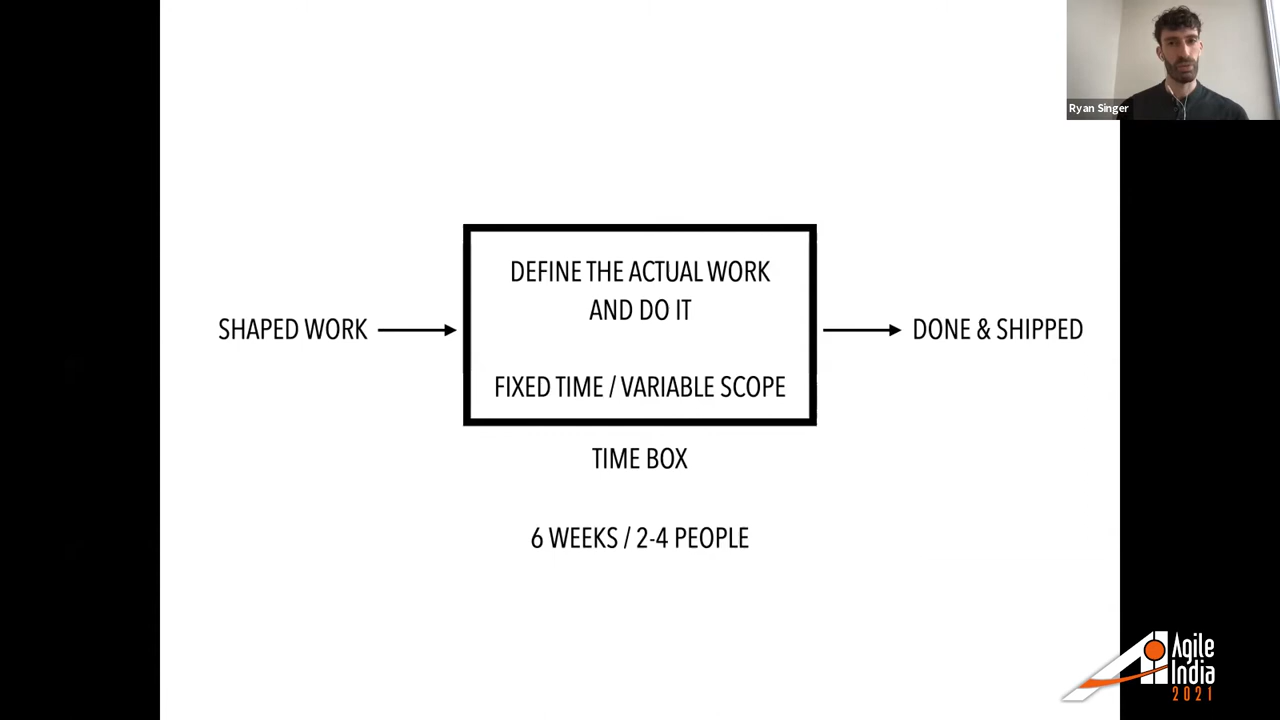 Ryan Singer
DEFINE THE ACTUAL WORK
AND DO IT
SHAPED WORK
DONE & SHIPPED
FIXED TIME / VARIABLE SCOPE
TIME BOX
6 WEEKS / 2-4 PEOPLE
Agile
India
2021